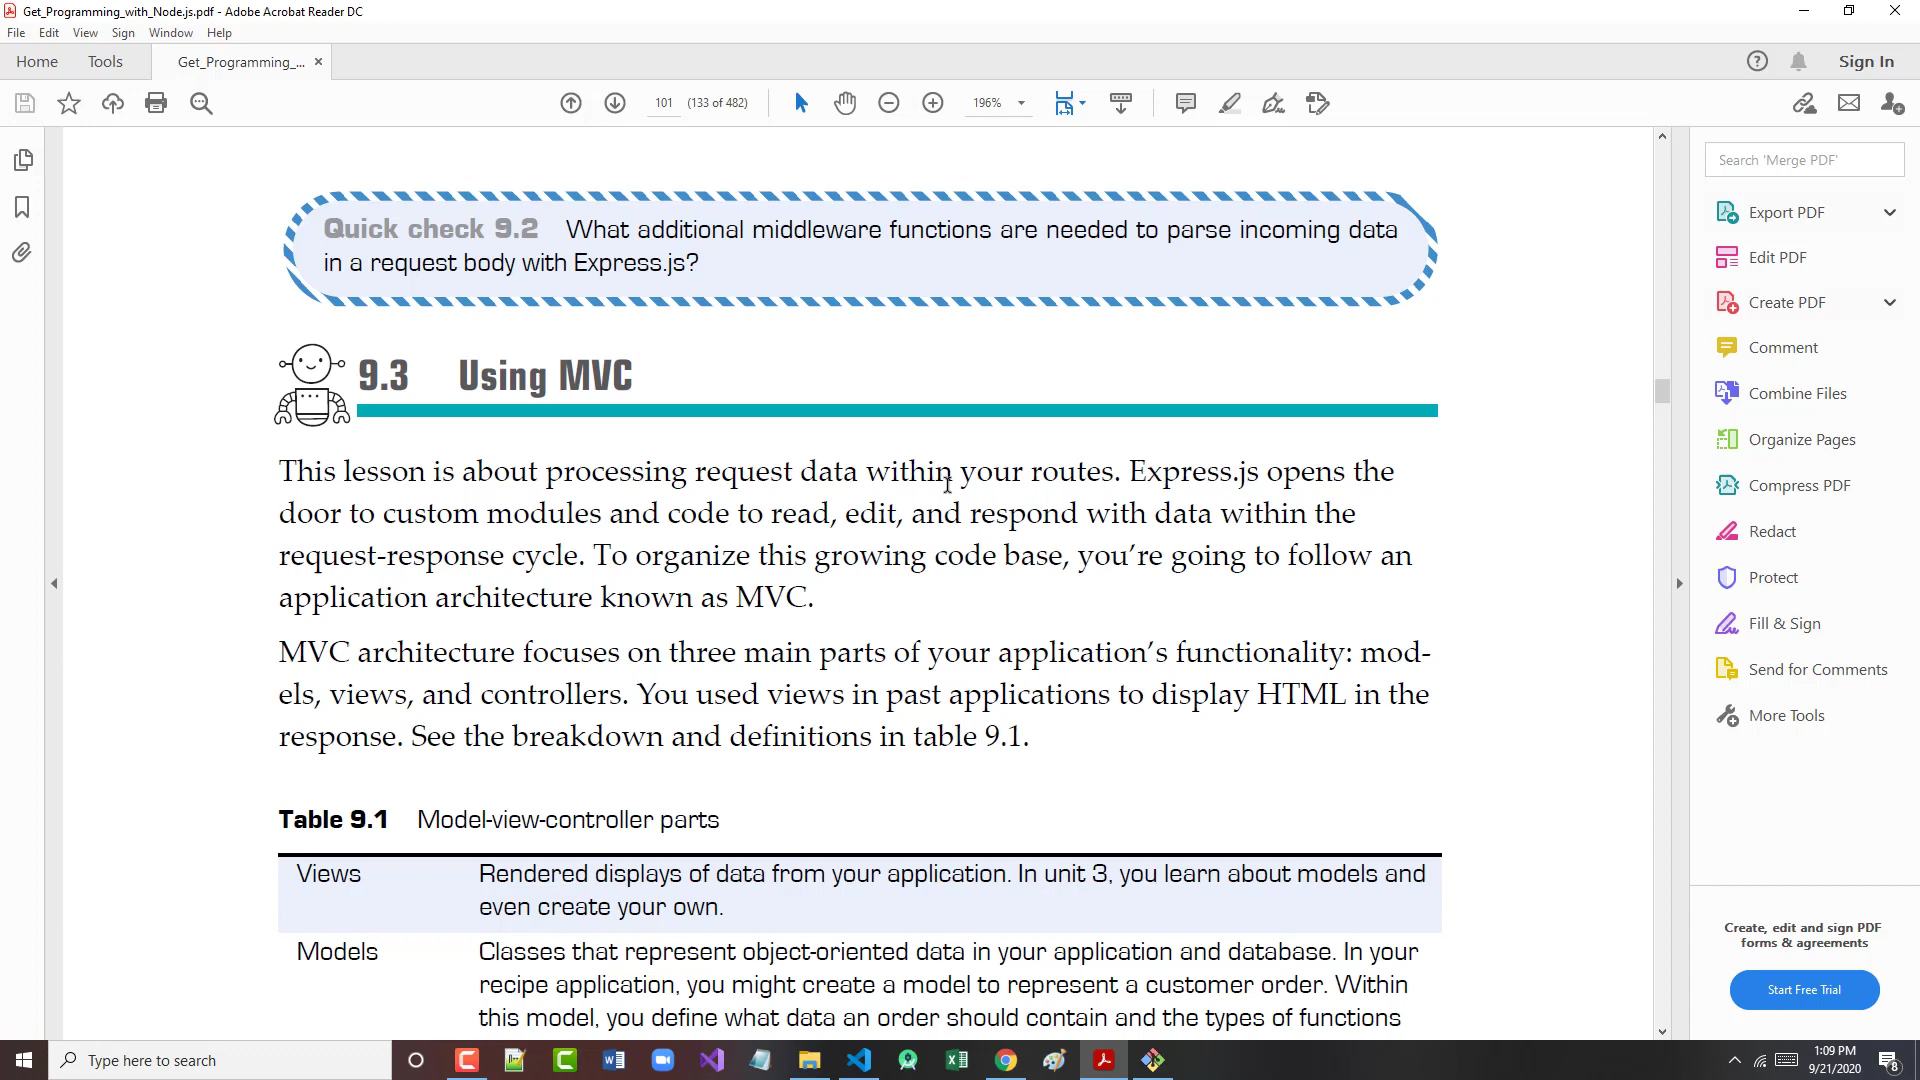 Get_Programming_with_Node.js.pdf - Adobe Acrobat Reader DC
File Edit View Sign Window Help
Home Tools Get_Programming_... ×
Sign In
101 (133 of 482) 196%
Search 'Merge PDF'
Export PDF
Edit PDF
Create PDF
Comment
Combine Files
Organize Pages
Compress PDF
Redact
Protect
Fill & Sign
Send for Comments
More Tools
Create, edit and sign PDF
forms & agreements
Start Free Trial
Quick check 9.2 What additional middleware functions are needed to parse incoming data
in a request body with Express.js?
9.3 Using MVC
This lesson is about processing request data within your routes. Express.js opens the
door to custom modules and code to read, edit, and respond with data within the
request-response cycle. To organize this growing code base, you're going to follow an
application architecture known as MVC.
MVC architecture focuses on three main parts of your application's functionality: mod-
els, views, and controllers. You used views in past applications to display HTML in the
response. See the breakdown and definitions in table 9.1.
Table 9.1 Model-view-controller parts
Views Rendered displays of data from your application. In unit 3, you learn about models and
even create your own.
Models Classes that represent object-oriented data in your application and database. In your
recipe application, you might create a model to represent a customer order. Within
this model, you define what data an order should contain and the types of functions
Type here to search
1:09 PM
9/21/2020
8